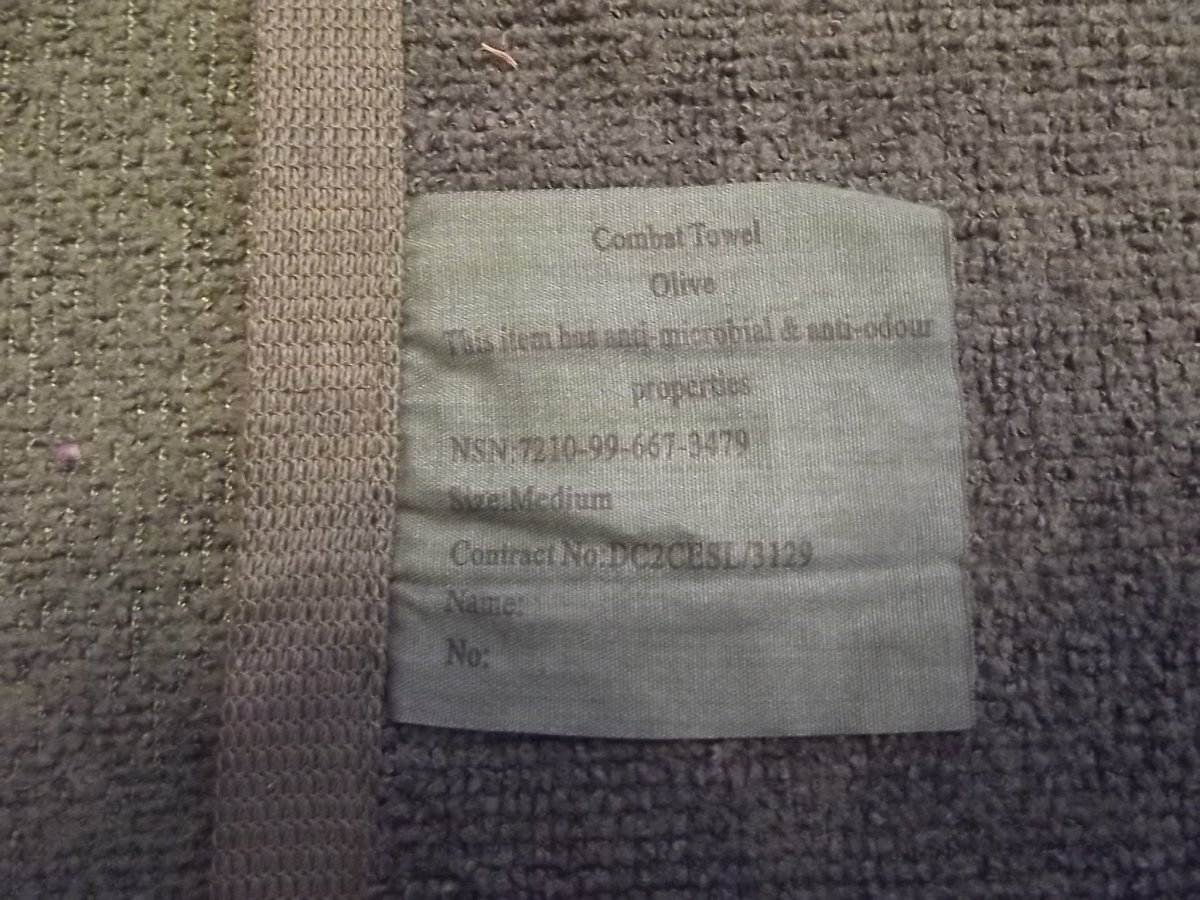 Combat Towel
Olive
This item has anti-microbial & anti-odour
properties
NSN:7210-99-667-3479
Size:Medium
Contract No:DC2CESL/3129
Name:
No: